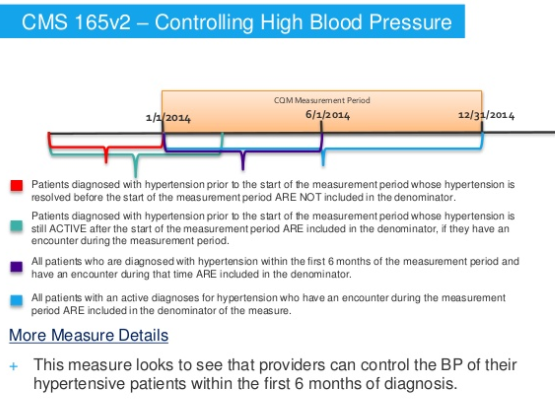 CMS 165v2 – Controlling High Blood Pressure
CQM Measurement Period
1/1/2014
6/1/2014
12/31/2014
Patients diagnosed with hypertension prior to the start of the measurement period whose hypertension is
resolved before the start of the measurement period ARE NOT included in the denominator.
Patients diagnosed with hypertension prior to the start of the measurement period whose hypertension is
still ACTIVE after the start of the measurement period ARE included in the denominator, if they have an
encounter during the measurement period.
All patients who are diagnosed with hypertension within the first 6 months of the measurement period and
have an encounter during that time ARE included in the denominator.
All patients with an active diagnoses for hypertension who have an encounter during the measurement
period ARE included in the denominator of the measure.
More Measure Details
+ This measure looks to see that providers can control the BP of their
hypertensive patients within the first 6 months of diagnosis.